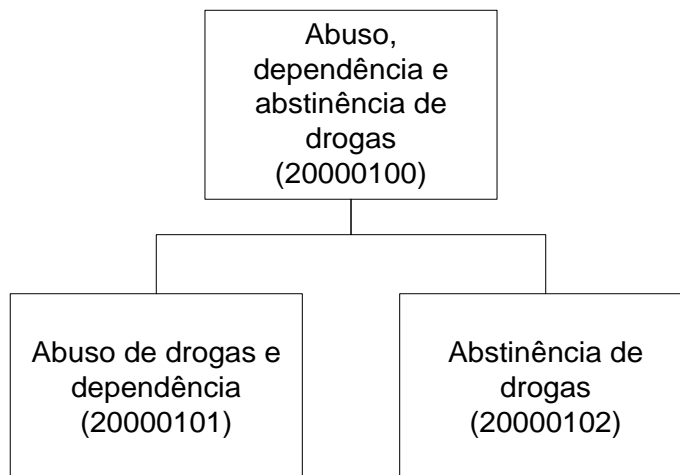 Abuso,
dependência e
abstinência de
drogas
(20000100)
Abuso de drogas e
dependência
(20000101)
Abstinência de
drogas
(20000102)